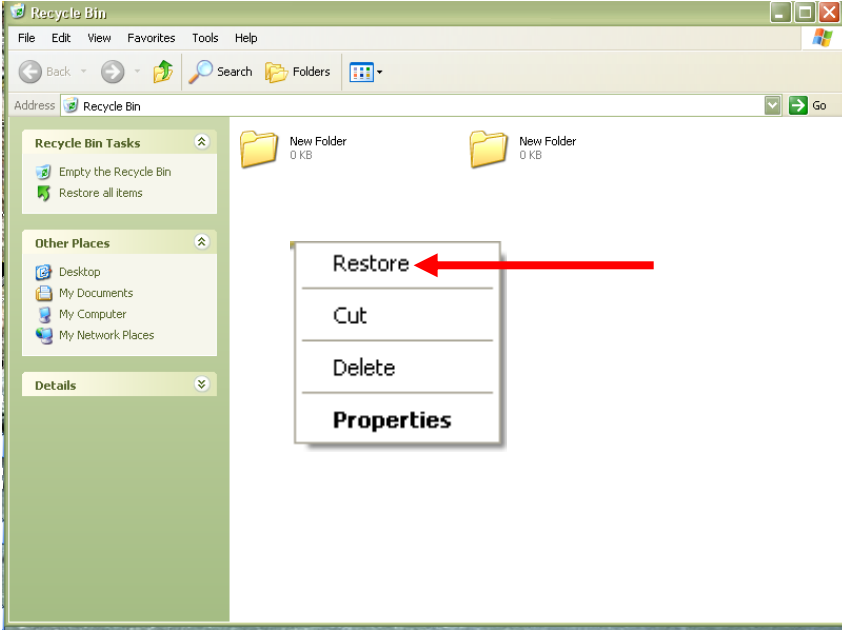 Recycle Bin
File Edit View Favorites Tools Help
Back Search Folders
Address Recycle Bin Go
Recycle Bin Tasks
Empty the Recycle Bin
Restore all items
Other Places
Desktop
My Documents
My Computer
My Network Places
Details
New Folder
0 KB
New Folder
0 KB
Restore
Cut
Delete
Properties